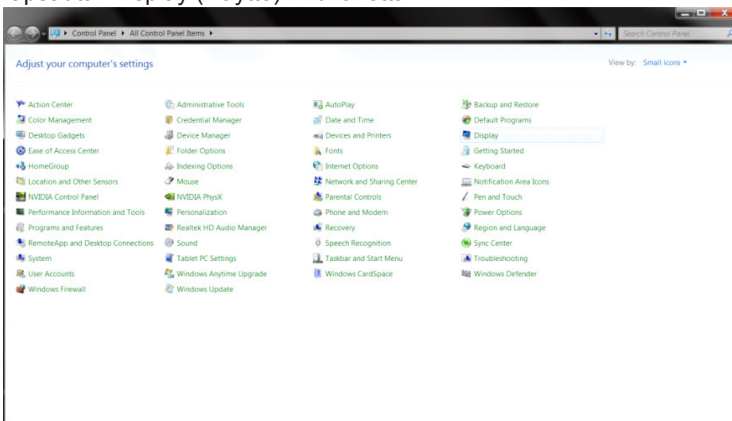 Control Panel ▸ All Control Panel Items ▸
Search Control Panel
Adjust your computer's settings
View by: Small icons
Action Center
Administrative Tools
AutoPlay
Backup and Restore
Color Management
Credential Manager
Date and Time
Default Programs
Desktop Gadgets
Device Manager
Devices and Printers
Display
Ease of Access Center
Folder Options
Fonts
Getting Started
HomeGroup
Indexing Options
Internet Options
Keyboard
Location and Other Sensors
Mouse
Network and Sharing Center
Notification Area Icons
NVIDIA Control Panel
NVIDIA PhysX
Parental Controls
Pen and Touch
Performance Information and Tools
Personalization
Phone and Modem
Power Options
Programs and Features
Realtek HD Audio Manager
Recovery
Region and Language
RemoteApp and Desktop Connections
Sound
Speech Recognition
Sync Center
System
Tablet PC Settings
Taskbar and Start Menu
Troubleshooting
User Accounts
Windows Anytime Upgrade
Windows CardSpace
Windows Defender
Windows Firewall
Windows Update